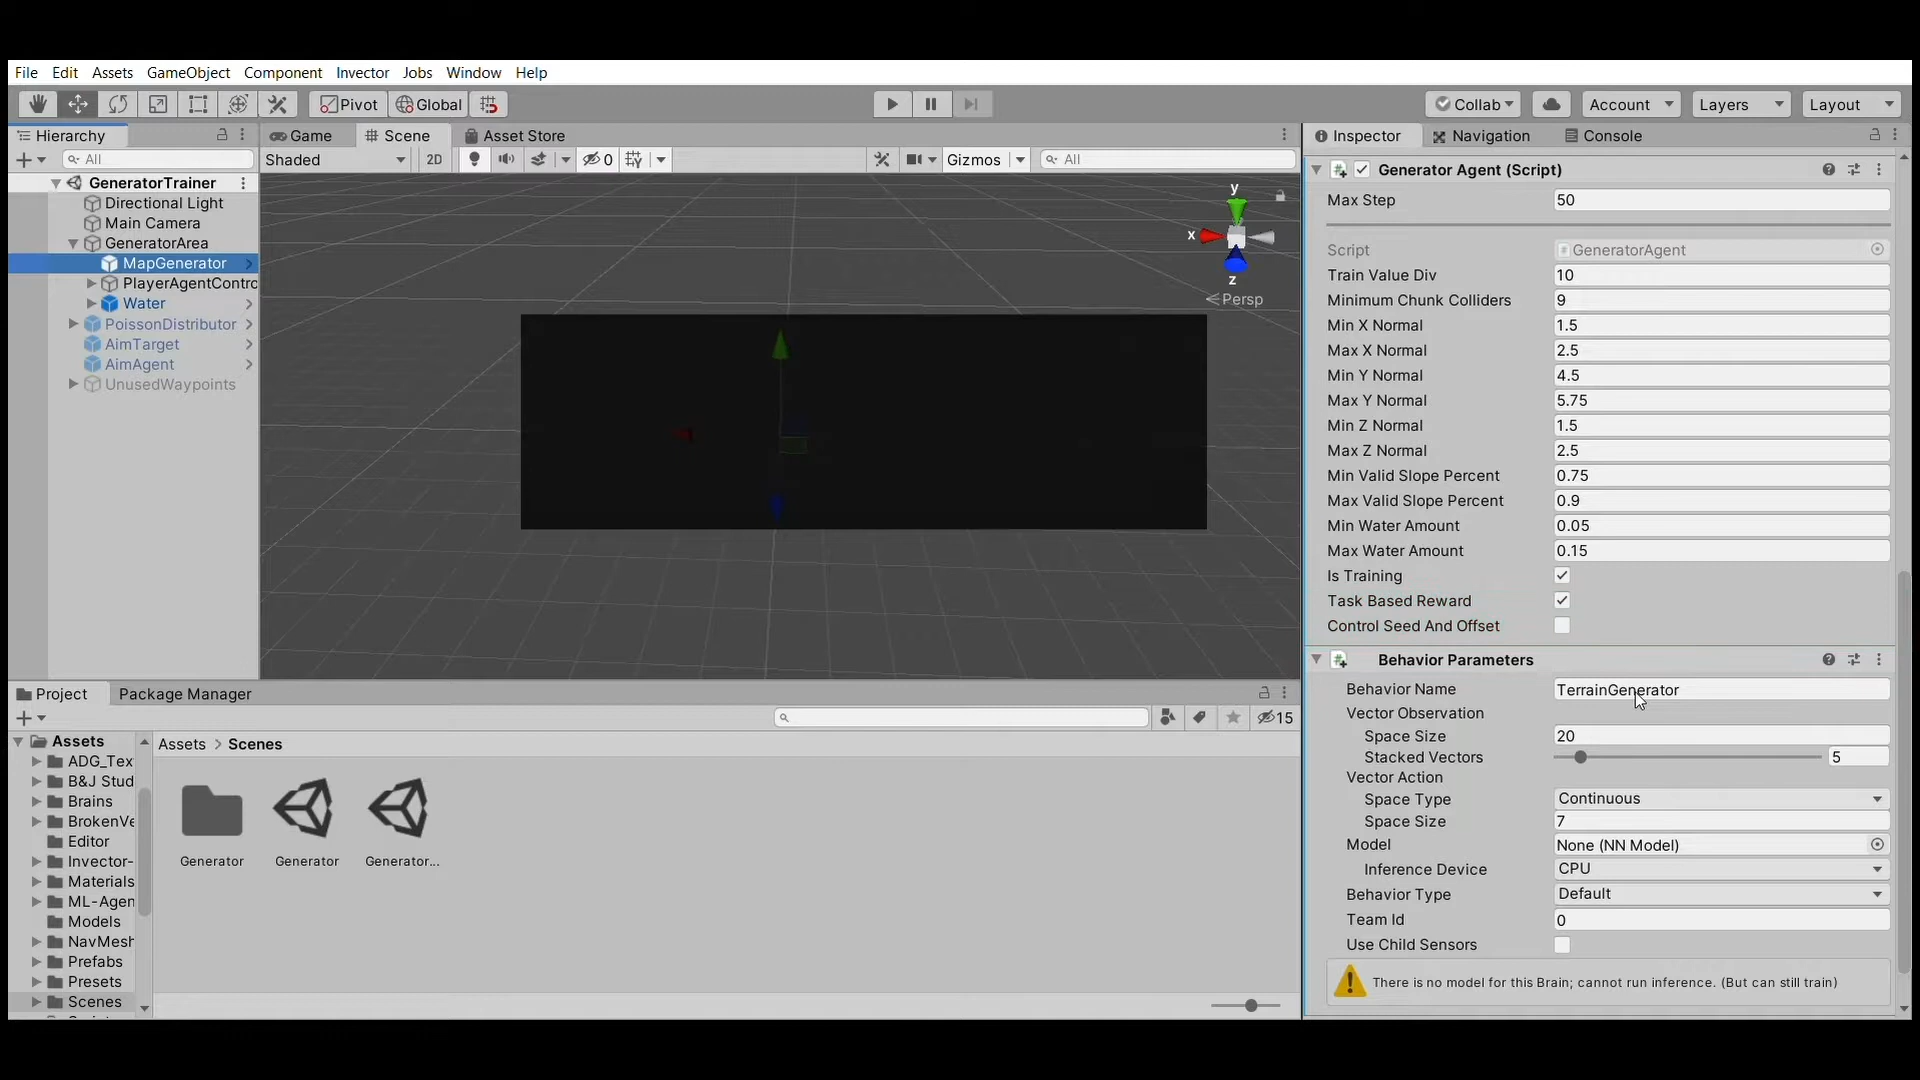 File Edit Assets GameObject Component Invector Jobs Window Help
Pivot Global Collab Account Layers Layout
Hierarchy
All
GeneratorTrainer
Directional Light
Main Camera
GeneratorArea
MapGenerator
PlayerAgentContro
Water
PoissonDistributor
AimTarget
AimAgent
UnusedWaypoints
Game Scene Asset Store
Shaded 2D 0 Gizmos All
y
x
z
Persp
Inspector Navigation Console
Generator Agent (Script)
Max Step 50
Script GeneratorAgent
Train Value Div 10
Minimum Chunk Colliders 9
Min X Normal 1.5
Max X Normal 2.5
Min Y Normal 4.5
Max Y Normal 5.75
Min Z Normal 1.5
Max Z Normal 2.5
Min Valid Slope Percent 0.75
Max Valid Slope Percent 0.9
Min Water Amount 0.05
Max Water Amount 0.15
Is Training
Task Based Reward
Control Seed And Offset
Behavior Parameters
Behavior Name TerrainGenerator
Vector Observation
Space Size 20
Stacked Vectors 5
Vector Action
Space Type Continuous
Space Size 7
Model None (NN Model)
Inference Device CPU
Behavior Type Default
Team Id 0
Use Child Sensors
There is no model for this Brain; cannot run inference. (But can still train)
Project Package Manager
15
Assets
ADG_Tex
B&J Stud
Brains
BrokenVe
Editor
Invector-
Materials
ML-Agen
Models
NavMesh
Prefabs
Presets
Scenes
Assets > Scenes
Generator Generator Generator...